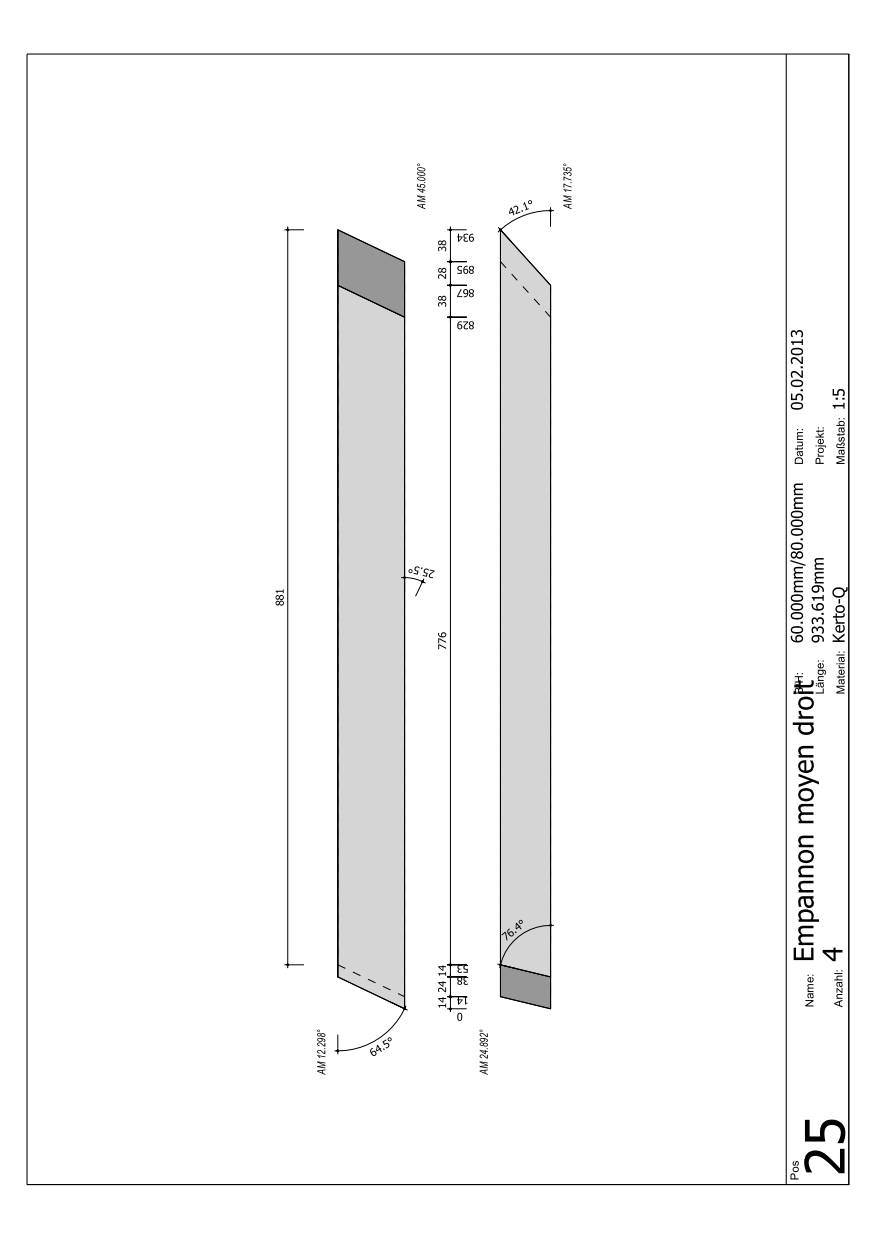 AM 45.000°
AM 17.735°
42.1°
38
934
28
895
38
867
829
881
25.5°
776
76.4°
14
53
24
38
14
14
0
64.5°
AM 12.298°
AM 24.892°
Pos
25
Name: Empannon moyen droit
Anzahl: 4
60.000mm/80.000mm
Länge: 933.619mm
Material: Kerto-Q
Datum: 05.02.2013
Projekt:
Maßstab: 1:5